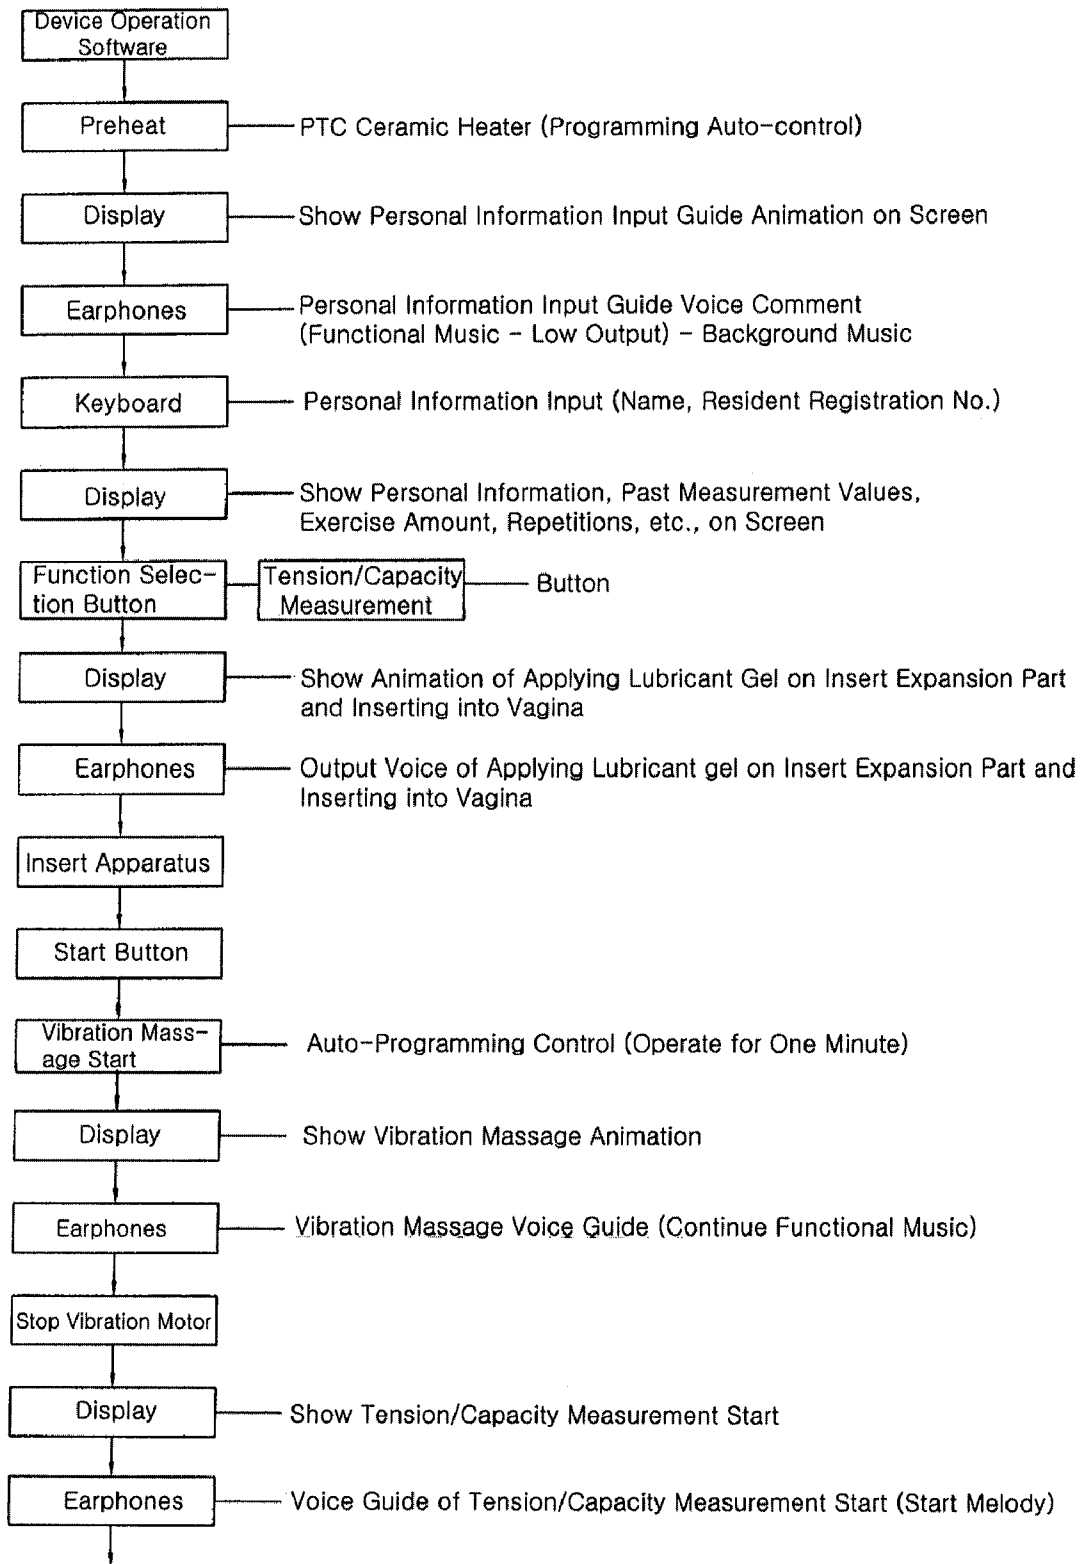 Device Operation
Software
Preheat
PTC Ceramic Heater (Programming Auto-control)
Display
Show Personal Information Input Guide Animation on Screen
Earphones
Personal Information Input Guide Voice Comment
(Functional Music - Low Output) - Background Music
Keyboard
Personal Information Input (Name, Resident Registration No.)
Display
Show Personal Information, Past Measurement Values,
Exercise Amount, Repetitions, etc., on Screen
Function Selec-
tion Button
Tension/Capacity
Measurement
Button
Display
Show Animation of Applying Lubricant Gel on Insert Expansion Part
and Inserting into Vagina
Earphones
Output Voice of Applying Lubricant gel on Insert Expansion Part and
Inserting into Vagina
Insert Apparatus
Start Button
Vibration Mass-
age Start
Auto-Programming Control (Operate for One Minute)
Display
Show Vibration Massage Animation
Earphones
Vibration Massage Voice Guide (Continue Functional Music)
Stop Vibration Motor
Display
Show Tension/Capacity Measurement Start
Earphones
Voice Guide of Tension/Capacity Measurement Start (Start Melody)